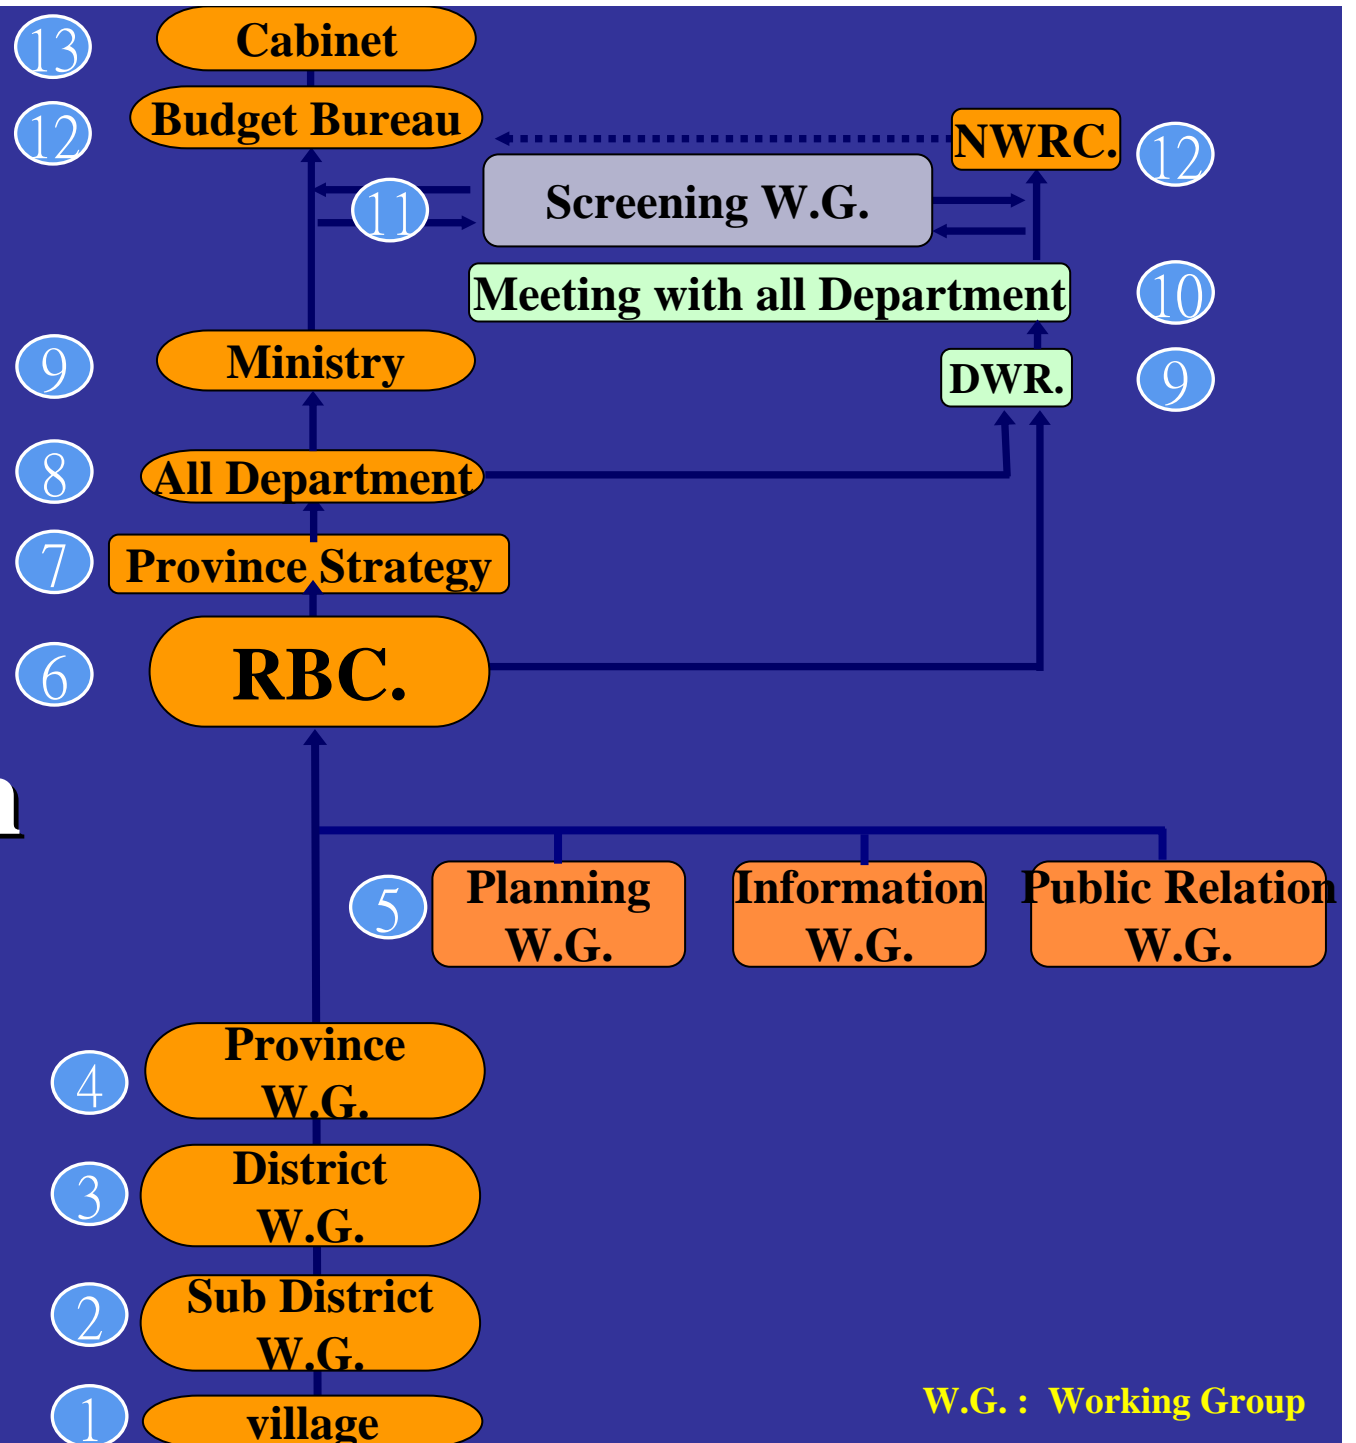 13
Cabinet
12
Budget Bureau
NWRC.
12
11
Screening W.G.
Meeting with all Department
10
9
Ministry
DWR.
9
8
All Department
7
Province Strategy
6
RBC.
n
5
Planning
W.G.
Information
W.G.
Public Relation
W.G.
4
Province
W.G.
3
District
W.G.
2
Sub District
W.G.
1
village
W.G. : Working Group